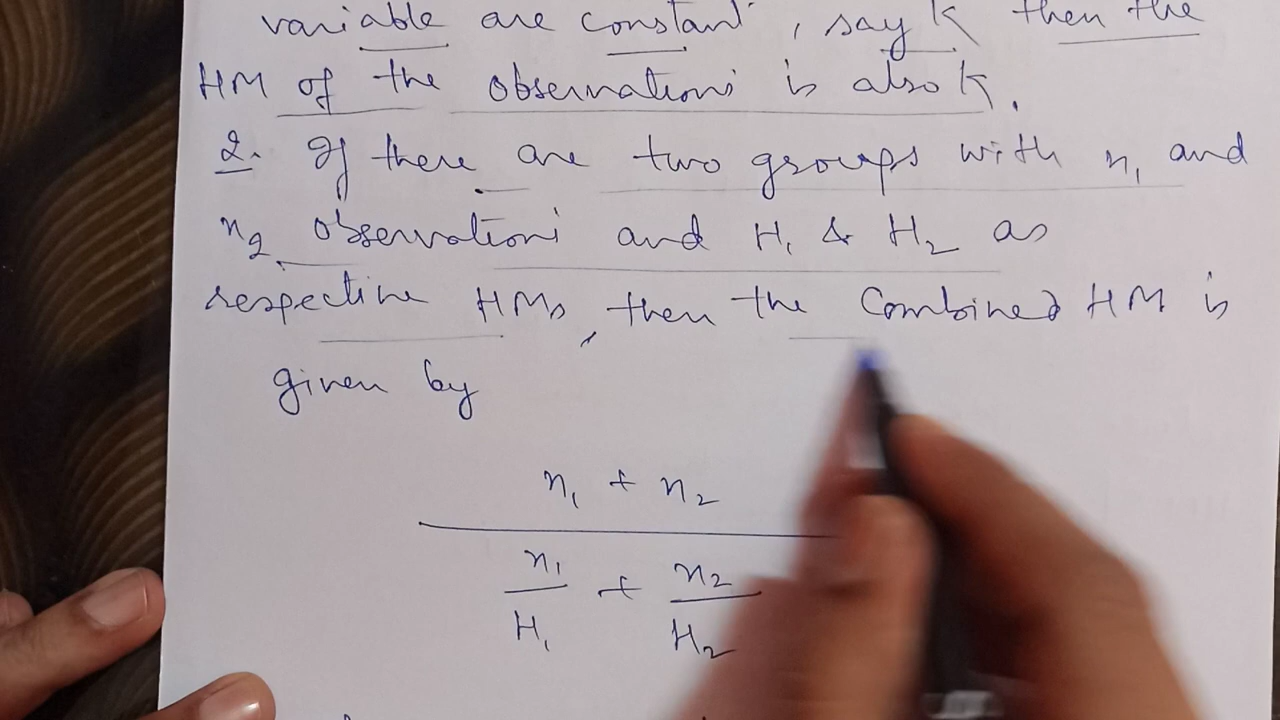 variable are constant, say K then the
HM of the observations is also K.
2. If there are two groups with n₁ and
n₂ observations and H₁ & H₂ as
respective HMs, then the Combined HM is
given by
n₁ + n₂
n₁ + n₂
H₁ H₂